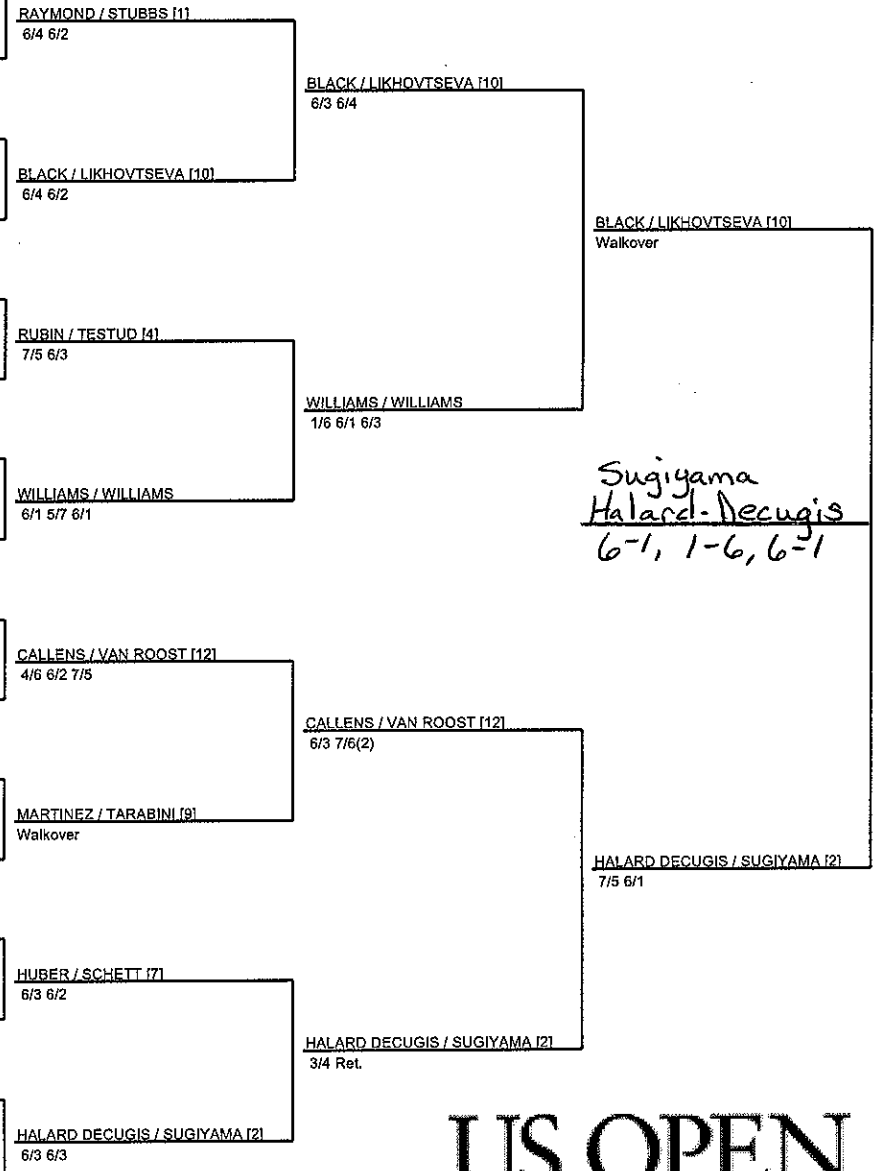 RAYMOND / STUBBS [1]
6/4 6/2
BLACK / LIKHOVTSEVA [10]
6/3 6/4
BLACK / LIKHOVTSEVA [10]
6/4 6/2
BLACK / LIKHOVTSEVA [10]
Walkover
RUBIN / TESTUD [4]
7/5 6/3
WILLIAMS / WILLIAMS
1/6 6/1 6/3
WILLIAMS / WILLIAMS
6/1 5/7 6/1
Sugiyama
Halard-Decugis
6-1, 1-6, 6-1
CALLENS / VAN ROOST [12]
4/6 6/2 7/5
CALLENS / VAN ROOST [12]
6/3 7/6(2)
MARTINEZ / TARABINI [9]
Walkover
HALARD DECUGIS / SUGIYAMA [2]
7/5 6/1
HUBER / SCHETT [7]
6/3 6/2
HALARD DECUGIS / SUGIYAMA [2]
3/4 Ret.
HALARD DECUGIS / SUGIYAMA [2]
6/3 6/3
US OPEN